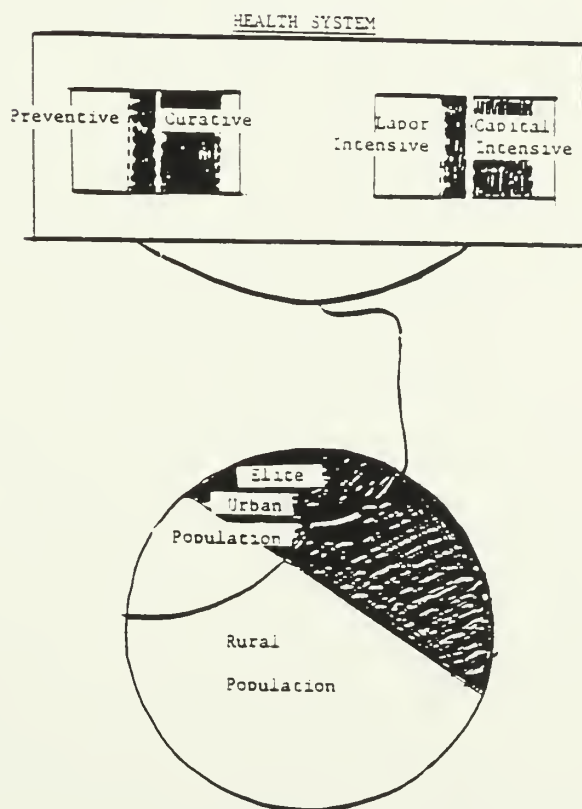 HEALTH SYSTEM
Preventive
Curative
Labor
Intensive
Capital
Intensive
Elite
Urban
Population
Rural
Population